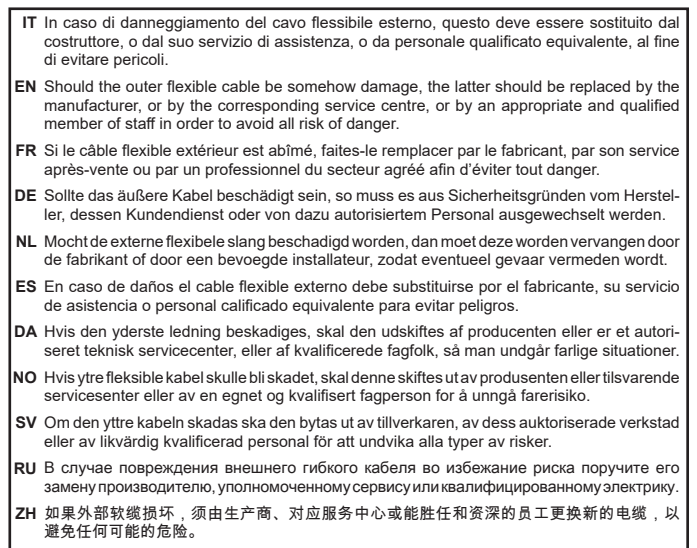 IT In caso di danneggiamento del cavo flessibile esterno, questo deve essere sostituito dal
costruttore, o dal suo servizio di assistenza, o da personale qualificato equivalente, al fine
di evitare pericoli.
EN Should the outer flexible cable be somehow damage, the latter should be replaced by the
manufacturer, or by the corresponding service centre, or by an appropriate and qualified
member of staff in order to avoid all risk of danger.
FR Si le câble flexible extérieur est abîmé, faites-le remplacer par le fabricant, par son service
après-vente ou par un professionnel du secteur agréé afin d'éviter tout danger.
DE Sollte das äußere Kabel beschädigt sein, so muss es aus Sicherheitsgründen vom Herstel-
ler, dessen Kundendienst oder von dazu autorisiertem Personal ausgewechselt werden.
NL Mocht de externe flexibele slang beschadigd worden, dan moet deze worden vervangen door
de fabrikant of door een bevoegde installateur, zodat eventueel gevaar vermeden wordt.
ES En caso de daños el cable flexible externo debe substituirse por el fabricante, su servicio
de asistencia o personal calificado equivalente para evitar peligros.
DA Hvis den yderste ledning beskadiges, skal den udskiftes af producenten eller er et autori-
seret teknisk servicecenter, eller af kvalificerede fagfolk, så man undgår farlige situationer.
NO Hvis ytre fleksible kabel skulle bli skadet, skal denne skiftes ut av produsenten eller tilsvarende
servicesenter eller av en egnet og kvalifisert fagperson for å unngå farerisiko.
SV Om den yttre kabeln skadas ska den bytas ut av tillverkaren, av dess auktoriserade verkstad
eller av likvärdig kvalificerad personal för att undvika alla typer av risker.
RU В случае повреждения внешнего гибкого кабеля во избежание риска поручите его
замену производителю, уполномоченному сервису или квалифицированному электрику.
ZH 如果外部软缆损坏，须由生产商、对应服务中心或能胜任和资深的员工更换新的电缆，以
避免任何可能的危险。